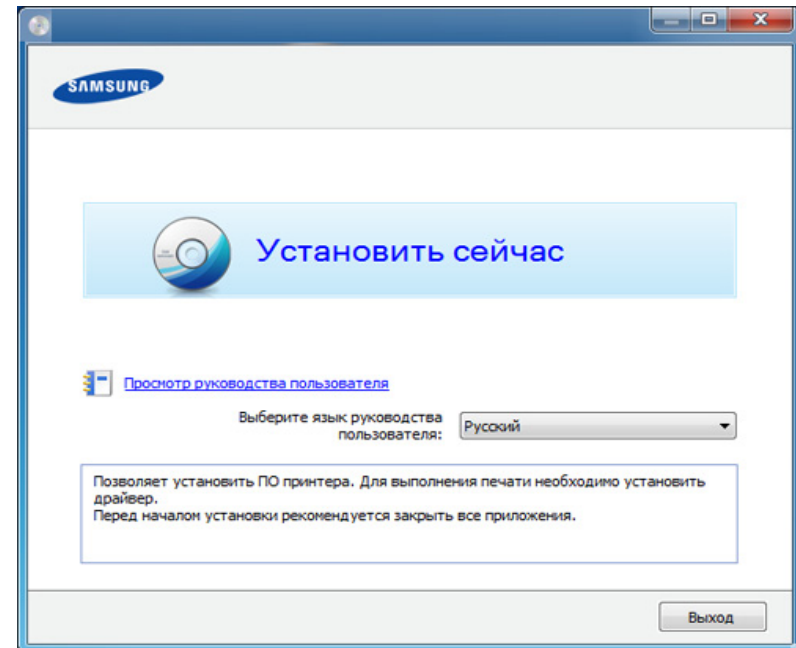 SAMSUNG
Установить сейчас
Просмотр руководства пользователя
Выберите язык руководства
пользователя:
Русский
Позволяет установить ПО принтера. Для выполнения печати необходимо установить
драйвер.
Перед началом установки рекомендуется закрыть все приложения.
Выход